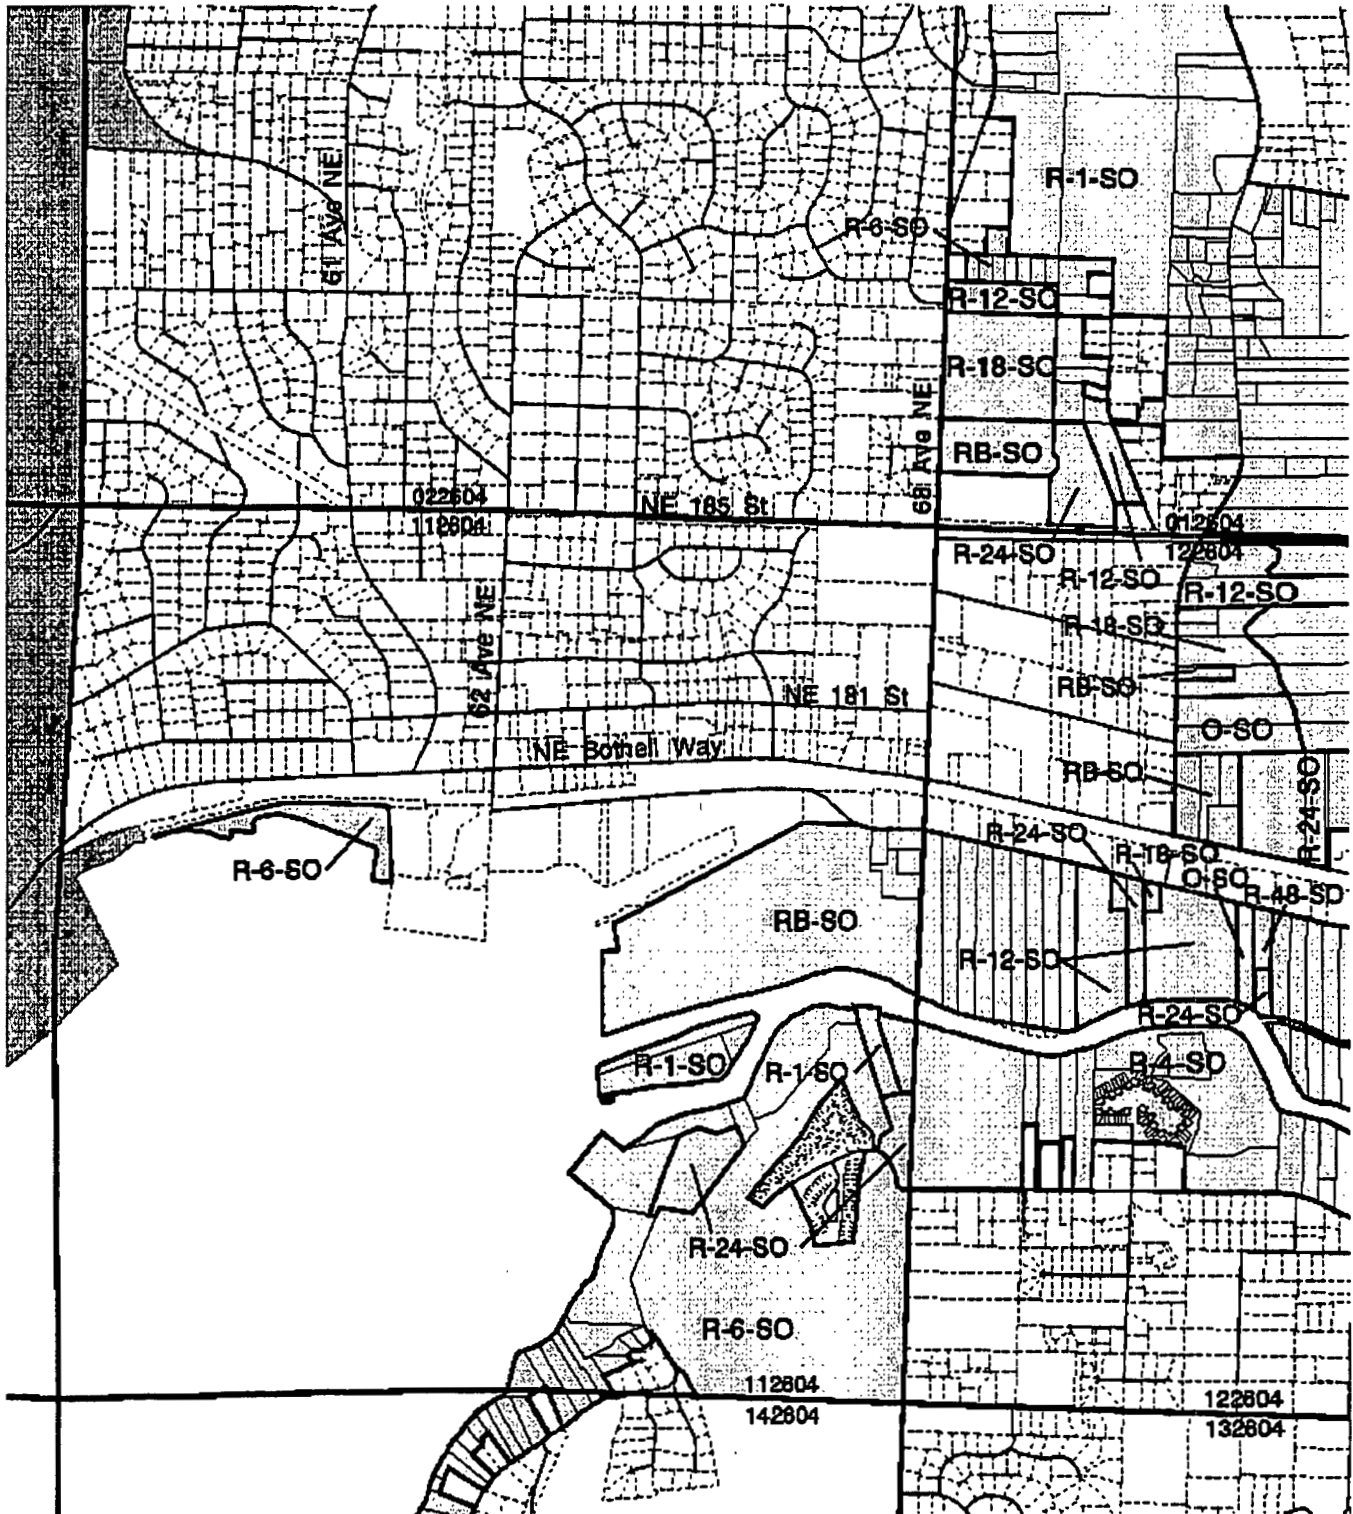 61 Ave NE
R-1-SO
R-6-SO
R-12-SO
R-18-SO
68 Ave NE
RB-SO
022604
NE 185 St
112604
012604
122604
R-24-SO
R-12-SO
R-12-SO
R-18-SO
62 Ave NE
RB-SO
NE 181 St
O-SO
NE Bothell Way
RB-SO
R-24-SO
R-24-SO
R-18-SO
O-SO
R-48-SO
R-6-SO
RB-SO
R-12-SO
R-24-SO
R-1-SO
R-1-SO
R-4-SO
R-24-SO
R-6-SO
112604
142604
122604
132604